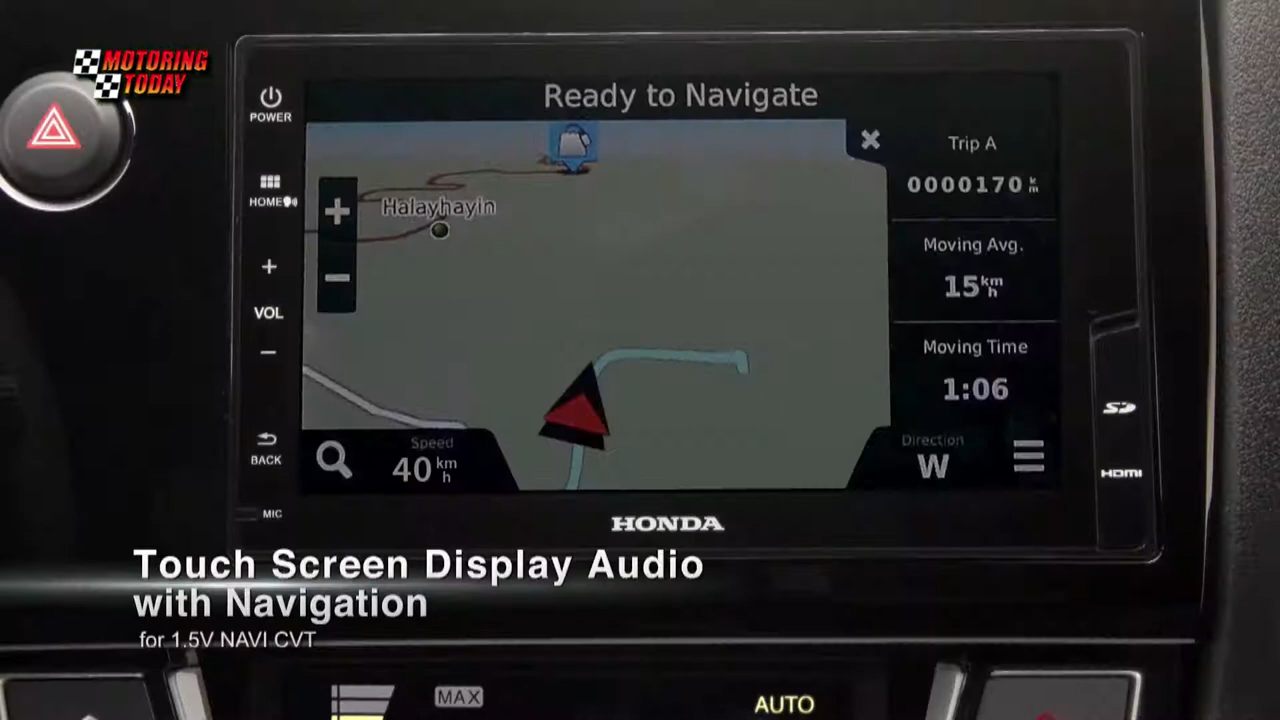 MOTORING
TODAY
POWER
HOME
+
VOL
−
BACK
MIC
Ready to Navigate
Halayhayin
+
−
Speed
40 km/h
Trip A
0000170 km
Moving Avg.
15 km/h
Moving Time
1:06
Direction
W
SD
HDMI
HONDA
Touch Screen Display Audio
with Navigation
for 1.5V NAVI CVT
MAX
AUTO